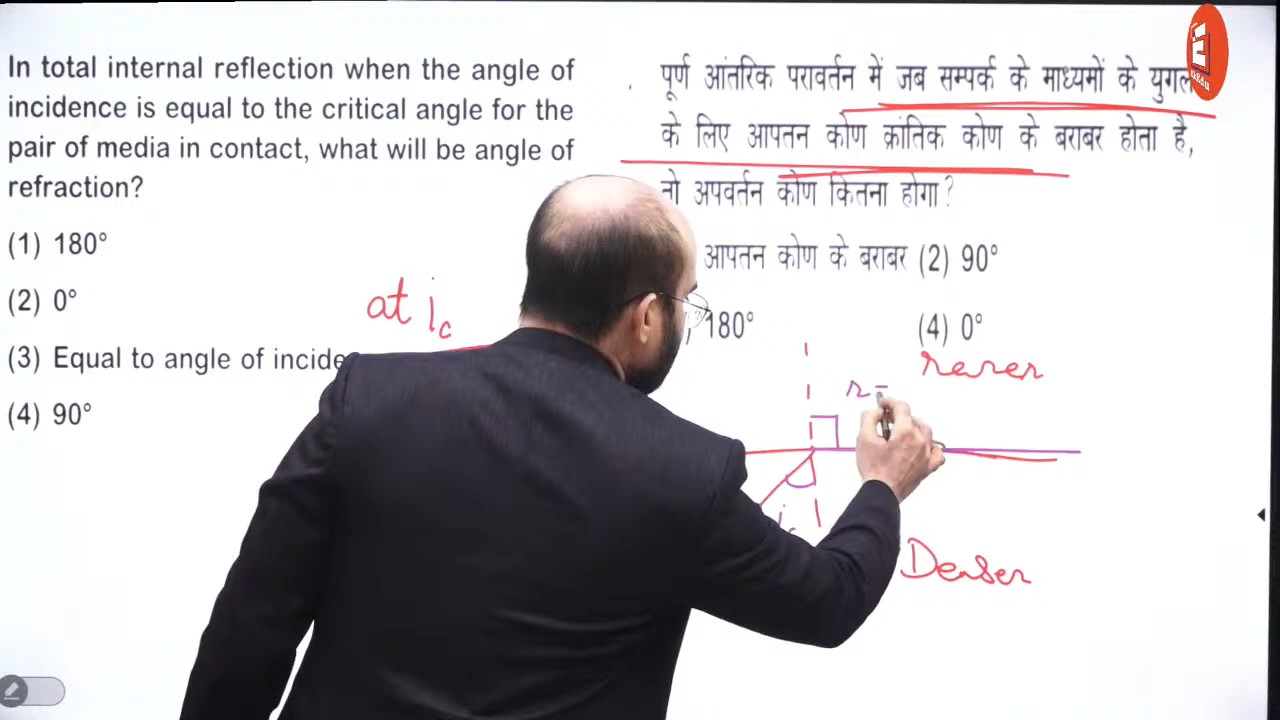 In total internal reflection when the angle of
incidence is equal to the critical angle for the
pair of media in contact, what will be angle of
refraction?
(1) 180°
(2) 0°
(3) Equal to angle of incide
(4) 90°
पूर्ण आंतरिक परावर्तन में जब सम्पर्क के माध्यमों के युगल
के लिए आपतन कोण क्रांतिक कोण के बराबर होता है,
तो अपवर्तन कोण कितना होगा?
आपतन कोण के बराबर (2) 90°
180° (4) 0°
at ic
rarer
r=
ic
Denser